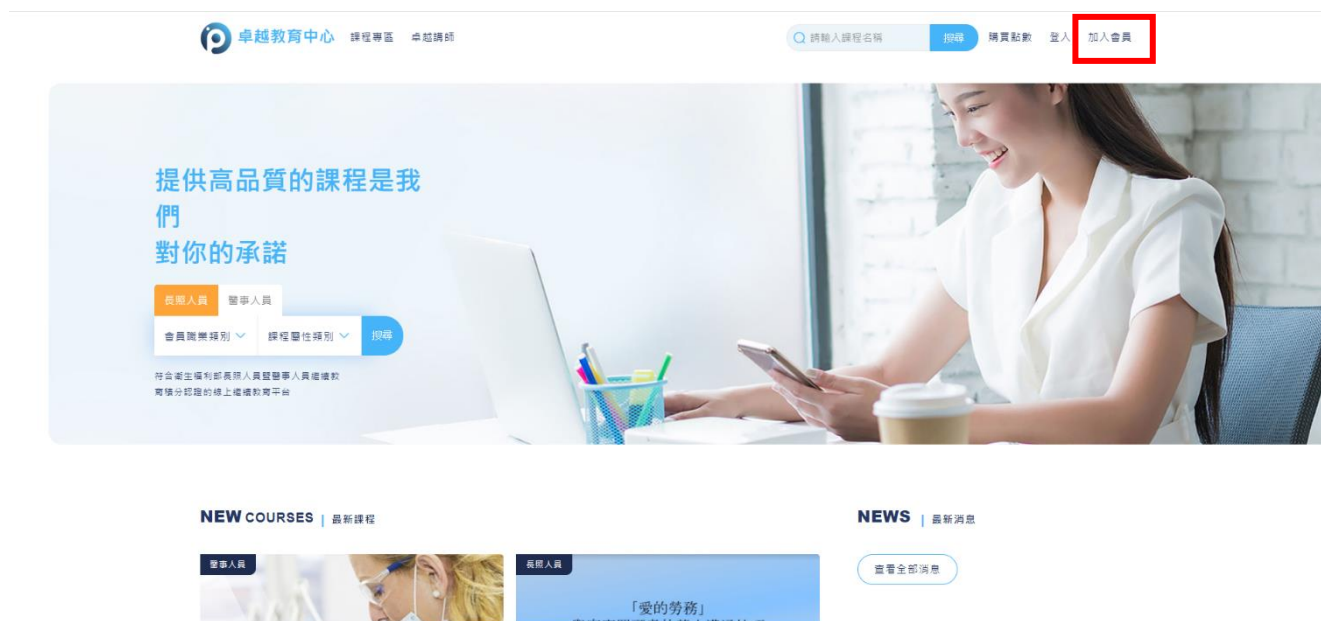 卓越教育中心 課程專區 卓越講師 請輸入課程名稱 搜尋 購買點數 登入 加入會員
提供高品質的課程是我
們
對你的承諾
長照人員 醫事人員
會員職業類別 課程屬性類別 搜尋
符合衛生福利部長照人員暨醫事人員繼續教
育積分認證的線上繼續教育平台
NEW COURSES | 最新課程
NEWS | 最新消息
醫事人員
長照人員
查看全部消息
「愛的勞務」